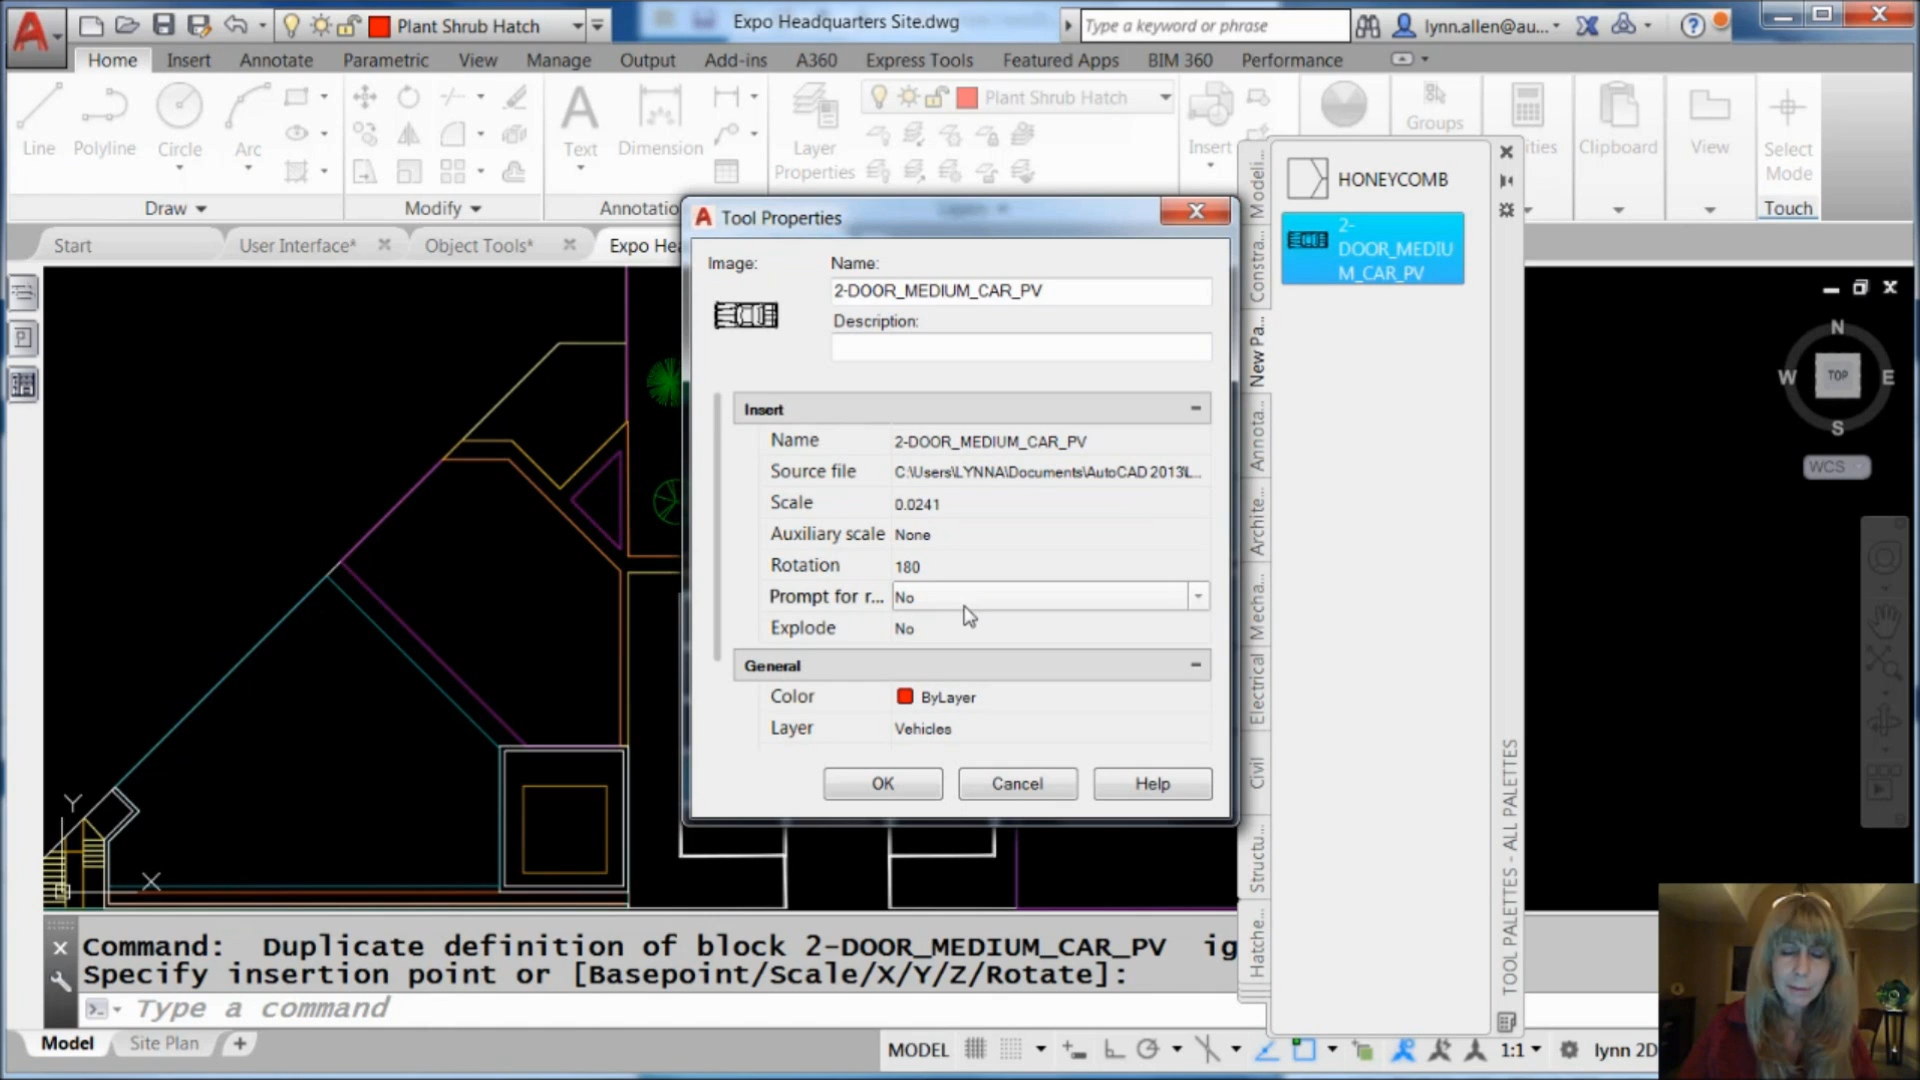 Plant Shrub Hatch
Expo Headquarters Site.dwg
Type a keyword or phrase
lynn.allen@au...
Home Insert Annotate Parametric View Manage Output Add-ins A360 Express Tools Featured Apps BIM 360 Performance
Line
Polyline
Circle
Arc
Text
Dimension
Layer
Properties
Plant Shrub Hatch
Insert
Groups
Clipboard
View
Select
Mode
Draw
Modify
Touch
Start
User Interface*
Object Tools*
Tool Properties
Image:
Name:
2-DOOR_MEDIUM_CAR_PV
Description:
Insert
Name 2-DOOR_MEDIUM_CAR_PV
Source file C:\Users\LYNNA\Documents\AutoCAD 2013\L...
Scale 0.0241
Auxiliary scale None
Rotation 180
Prompt for r... No
Explode No
General
Color ByLayer
Layer Vehicles
OK Cancel Help
Modeli...
Constra...
New Pa...
Annota...
Archite...
Mecha...
Electrical
Civil
Structu...
Hatche...
HONEYCOMB
2-
DOOR_MEDIU
M_CAR_PV
TOOL PALETTES - ALL PALETTES
N
W TOP E
S
WCS
Y
X
Command: Duplicate definition of block 2-DOOR_MEDIUM_CAR_PV ig
Specify insertion point or [Basepoint/Scale/X/Y/Z/Rotate]:
Type a command
Model Site Plan +
MODEL
1:1
lynn 2D